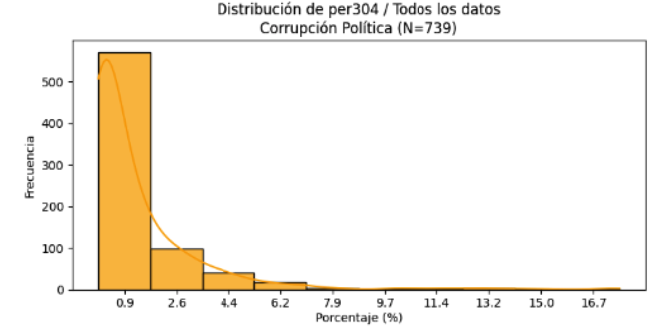 Distribución de per304 / Todos los datos
Corrupción Política (N=739)
Frecuencia
500
400
300
200
100
0
0.9 2.6 4.4 6.2 7.9 9.7 11.4 13.2 15.0 16.7
Porcentaje (%)